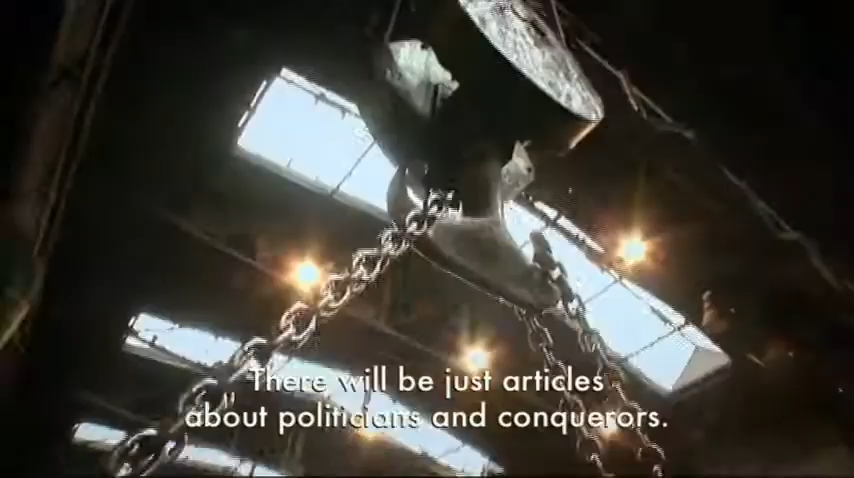 There will be just articles
about politicians and conquerors.